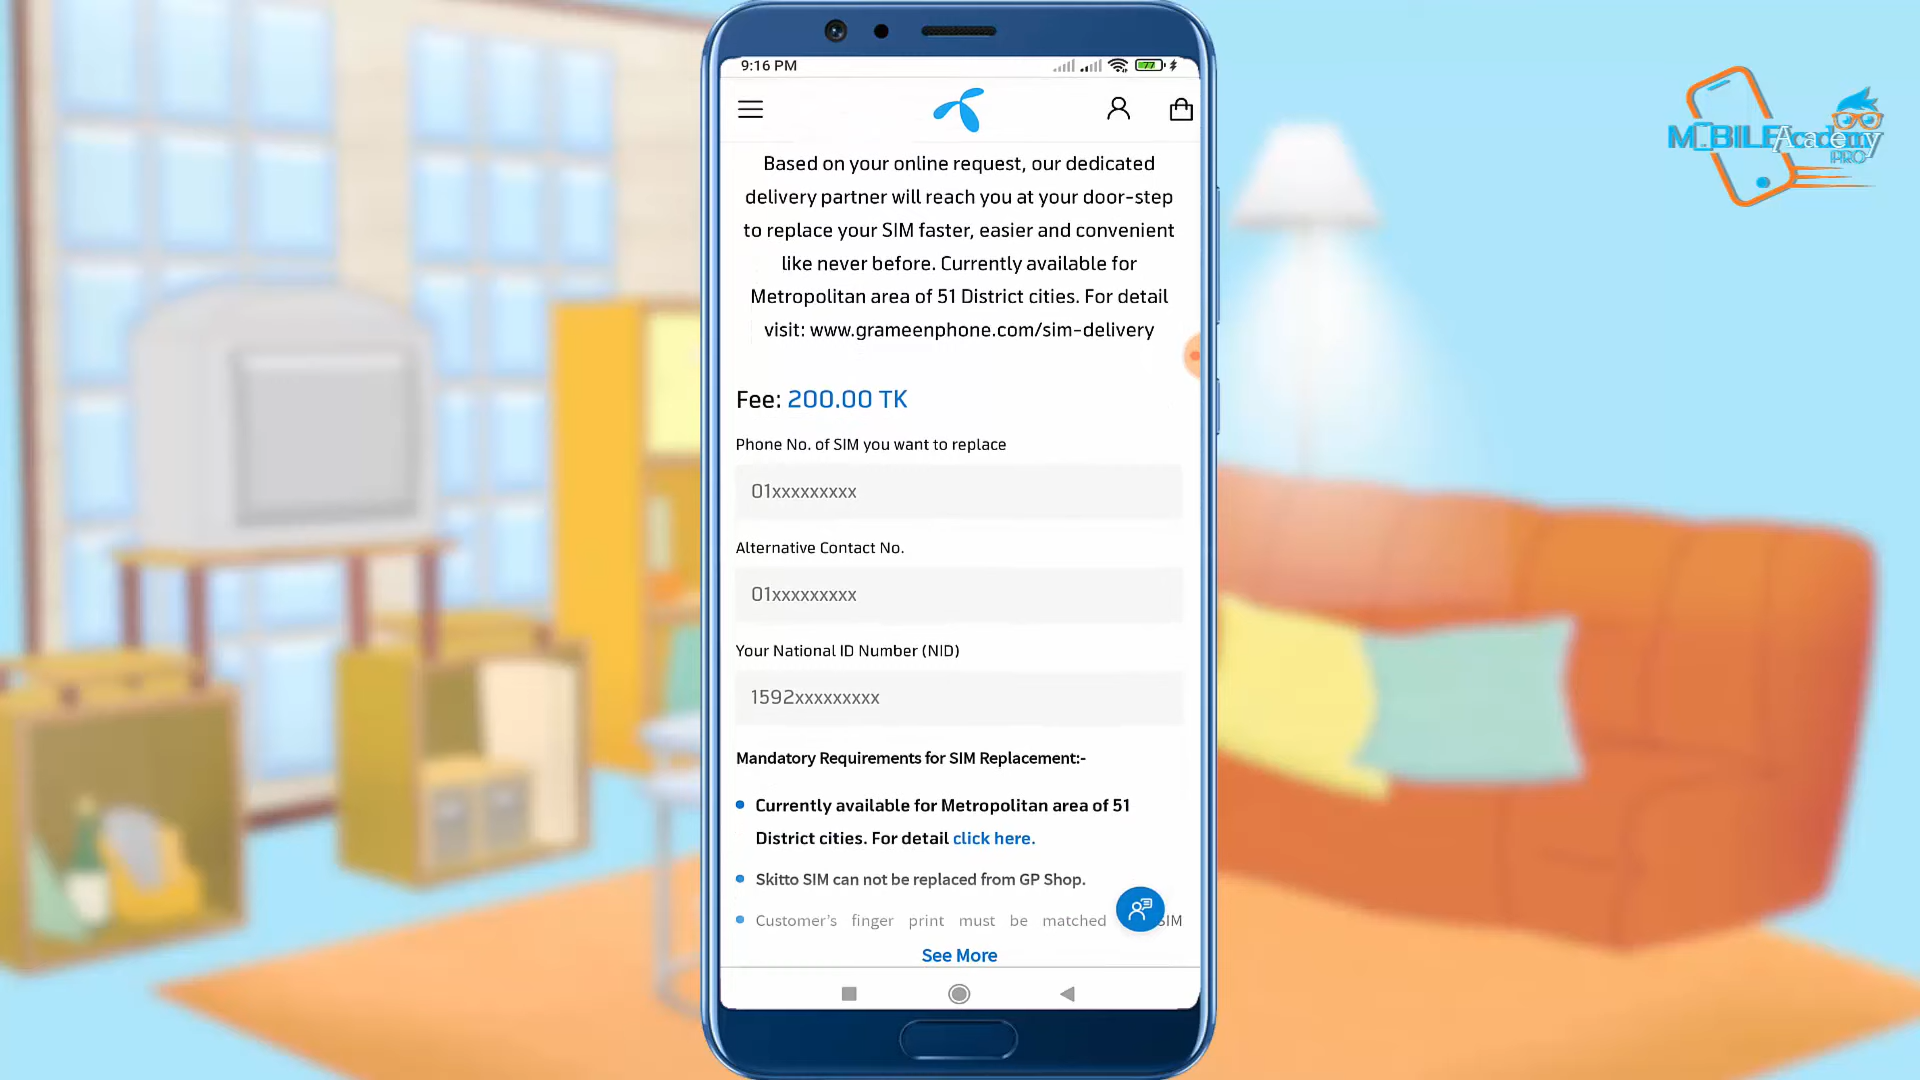 9:16 PM
77
MOBILE Academy
PRO
Based on your online request, our dedicated
delivery partner will reach you at your door-step
to replace your SIM faster, easier and convenient
like never before. Currently available for
Metropolitan area of 51 District cities. For detail
visit: www.grameenphone.com/sim-delivery
Fee: 200.00 TK
Phone No. of SIM you want to replace
01xxxxxxxxx
Alternative Contact No.
01xxxxxxxxx
Your National ID Number (NID)
1592xxxxxxxxx
Mandatory Requirements for SIM Replacement:-
Currently available for Metropolitan area of 51
District cities. For detail click here.
Skitto SIM can not be replaced from GP Shop.
Customer's finger print must be matched SIM
See More